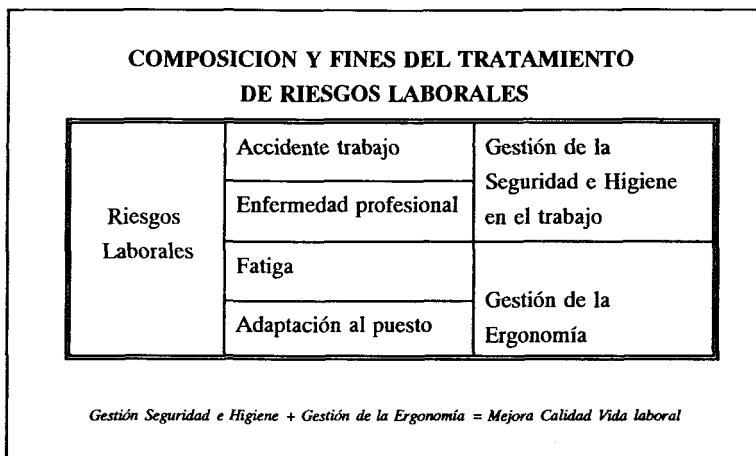 COMPOSICION Y FINES DEL TRATAMIENTO
DE RIESGOS LABORALES
Riesgos
Laborales
Accidente trabajo
Enfermedad profesional
Fatiga
Adaptación al puesto
Gestión de la
Seguridad e Higiene
en el trabajo
Gestión de la
Ergonomía
Gestión Seguridad e Higiene + Gestión de la Ergonomía = Mejora Calidad Vida laboral